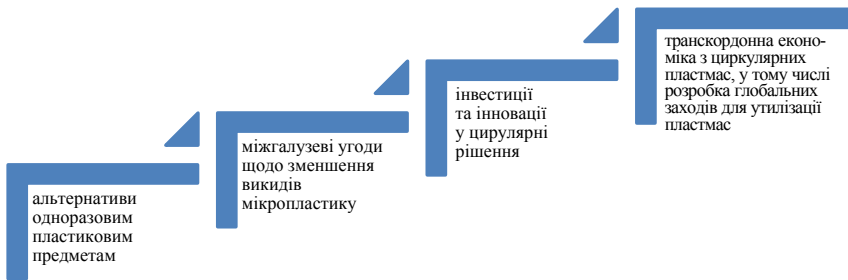 альтернативи
одноразовим
пластиковим
предметам
міжгалузеві угоди
щодо зменшення
викидів
мікропластику
інвестиції
та інновації
у цирулярні
рішення
транскордонна еконо-
міка з циркулярних
пластмас, у тому числі
розробка глобальних
заходів для утилізації
пластмас